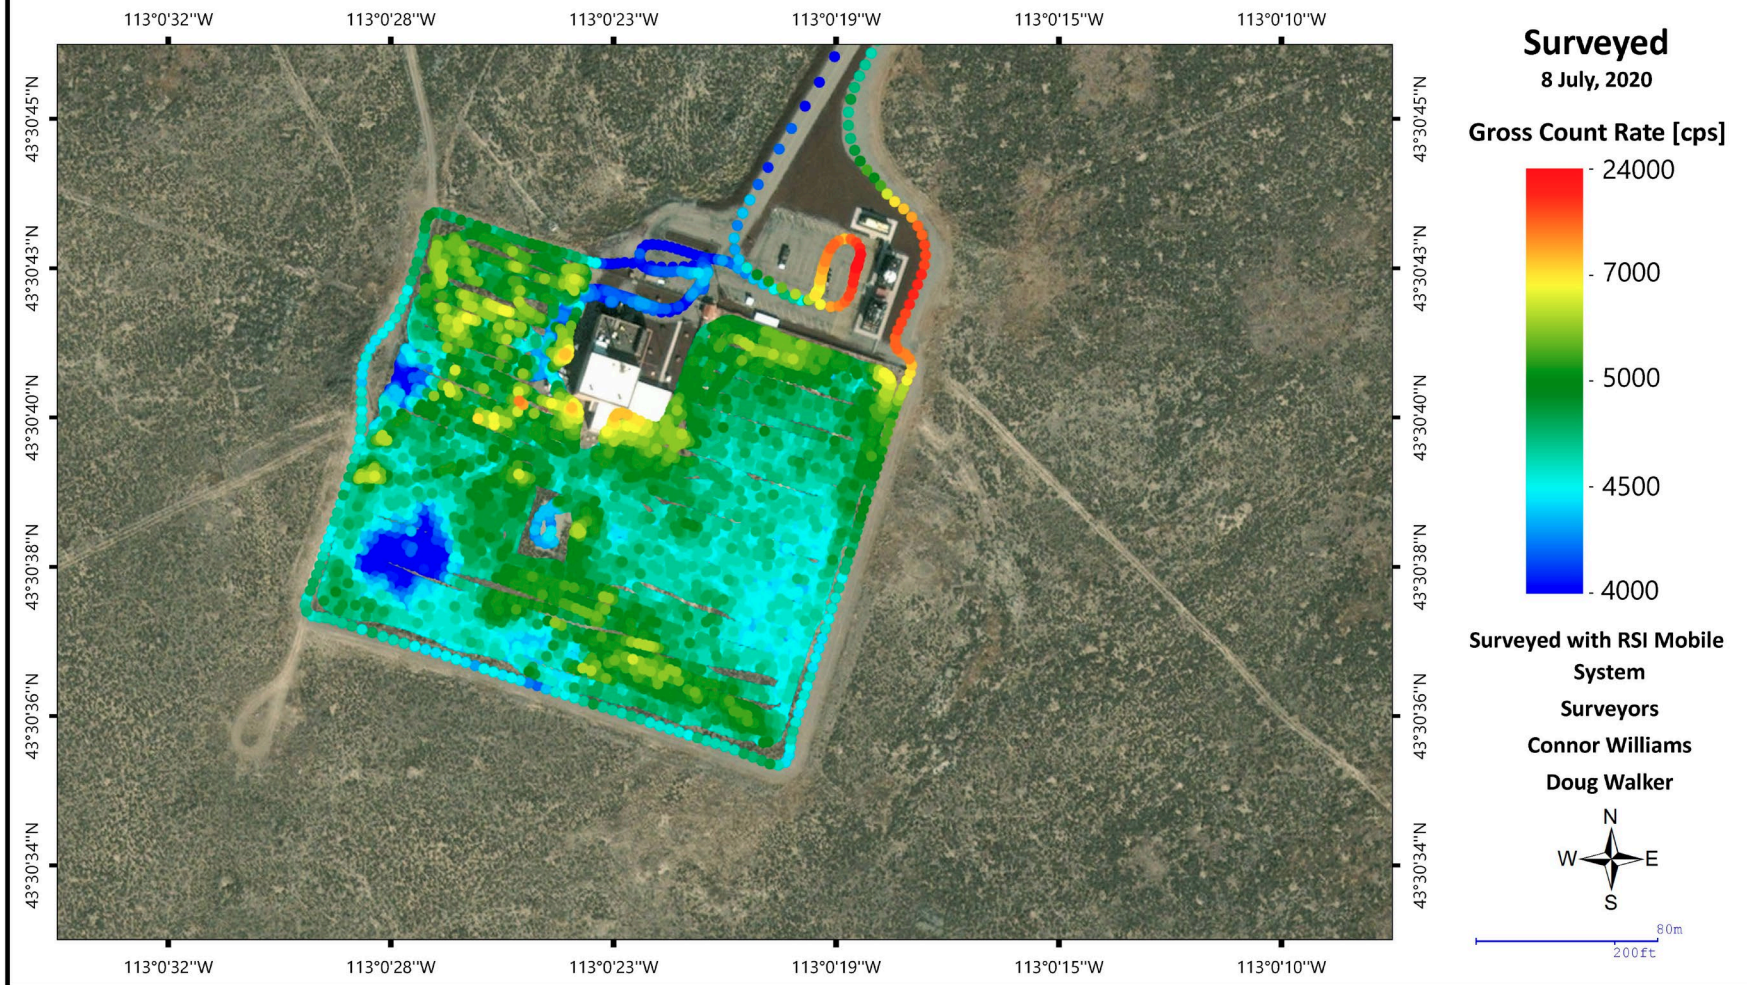 113°0'32''W
113°0'28''W
113°0'23''W
113°0'19''W
113°0'15''W
113°0'10''W
43°30'45''N
43°30'43''N
43°30'40''N
43°30'38''N
43°30'36''N
43°30'34''N
43°30'45''N
43°30'43''N
43°30'40''N
43°30'38''N
43°30'36''N
43°30'34''N
113°0'32''W
113°0'28''W
113°0'23''W
113°0'19''W
113°0'15''W
113°0'10''W
Surveyed
8 July, 2020
Gross Count Rate [cps]
24000
7000
5000
4500
4000
Surveyed with RSI Mobile
System
Surveyors
Connor Williams
Doug Walker
N
W E
S
80m
200ft